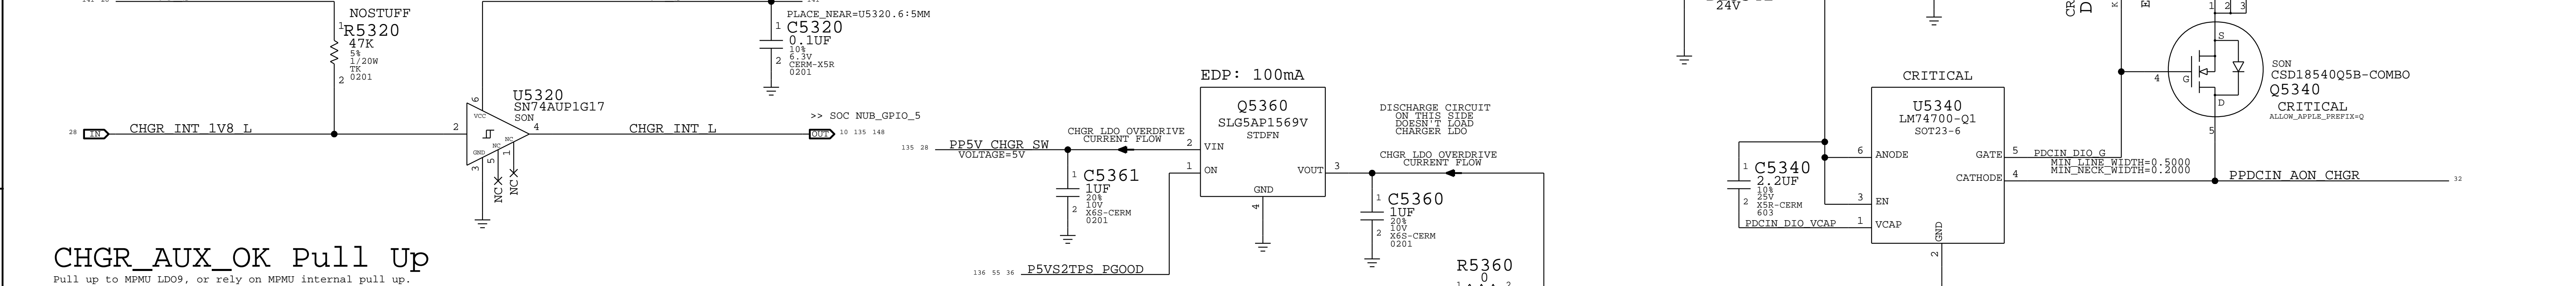 NOSTUFF
1
R5320
47K
5%
1/20W
TK
0201
2
PLACE_NEAR=U5320.6:5MM
1
C5320
0.1UF
10%
6.3V
CERM-X5R
0201
2
U5320
SN74AUP1G17
SON
6
VCC
28
IN
CHGR_INT_1V8_L
2
4
CHGR_INT_L
>> SOC NUB_GPIO_5
OUT
10 135 148
GND
NC
NC
3
5
1
NC
NC
CHGR_AUX_OK Pull Up
Pull up to MPMU LDO9, or rely on MPMU internal pull up.
EDP: 100mA
Q5360
SLG5AP1569V
STDFN
135 28
PP5V_CHGR_SW
VOLTAGE=5V
CHGR LDO OVERDRIVE
CURRENT FLOW
2
VIN
1
ON
VOUT
3
GND
4
1
C5361
1UF
20%
10V
X6S-CERM
0201
2
136 55 36
P5VS2TPS_PGOOD
DISCHARGE CIRCUIT
ON THIS SIDE
DOESN'T LOAD
CHARGER LDO
CHGR LDO OVERDRIVE
CURRENT FLOW
1
C5360
1UF
20%
10V
X6S-CERM
0201
2
R5360
0
24V
CRITICAL
U5340
LM74700-Q1
SOT23-6
6
ANODE
3
EN
1
VCAP
GATE
5
CATHODE
4
GND
2
1
C5340
2.2UF
10%
25V
X5R-CERM
603
2
PDCIN_DIO_VCAP
PDCIN_DIO_G
MIN_LINE_WIDTH=0.5000
MIN_NECK_WIDTH=0.2000
PPDCIN_AON_CHGR
32
CR
D
K
1
2
3
S
G
4
D
5
SON
CSD18540Q5B-COMBO
Q5340
CRITICAL
ALLOW_APPLE_PREFIX=Q